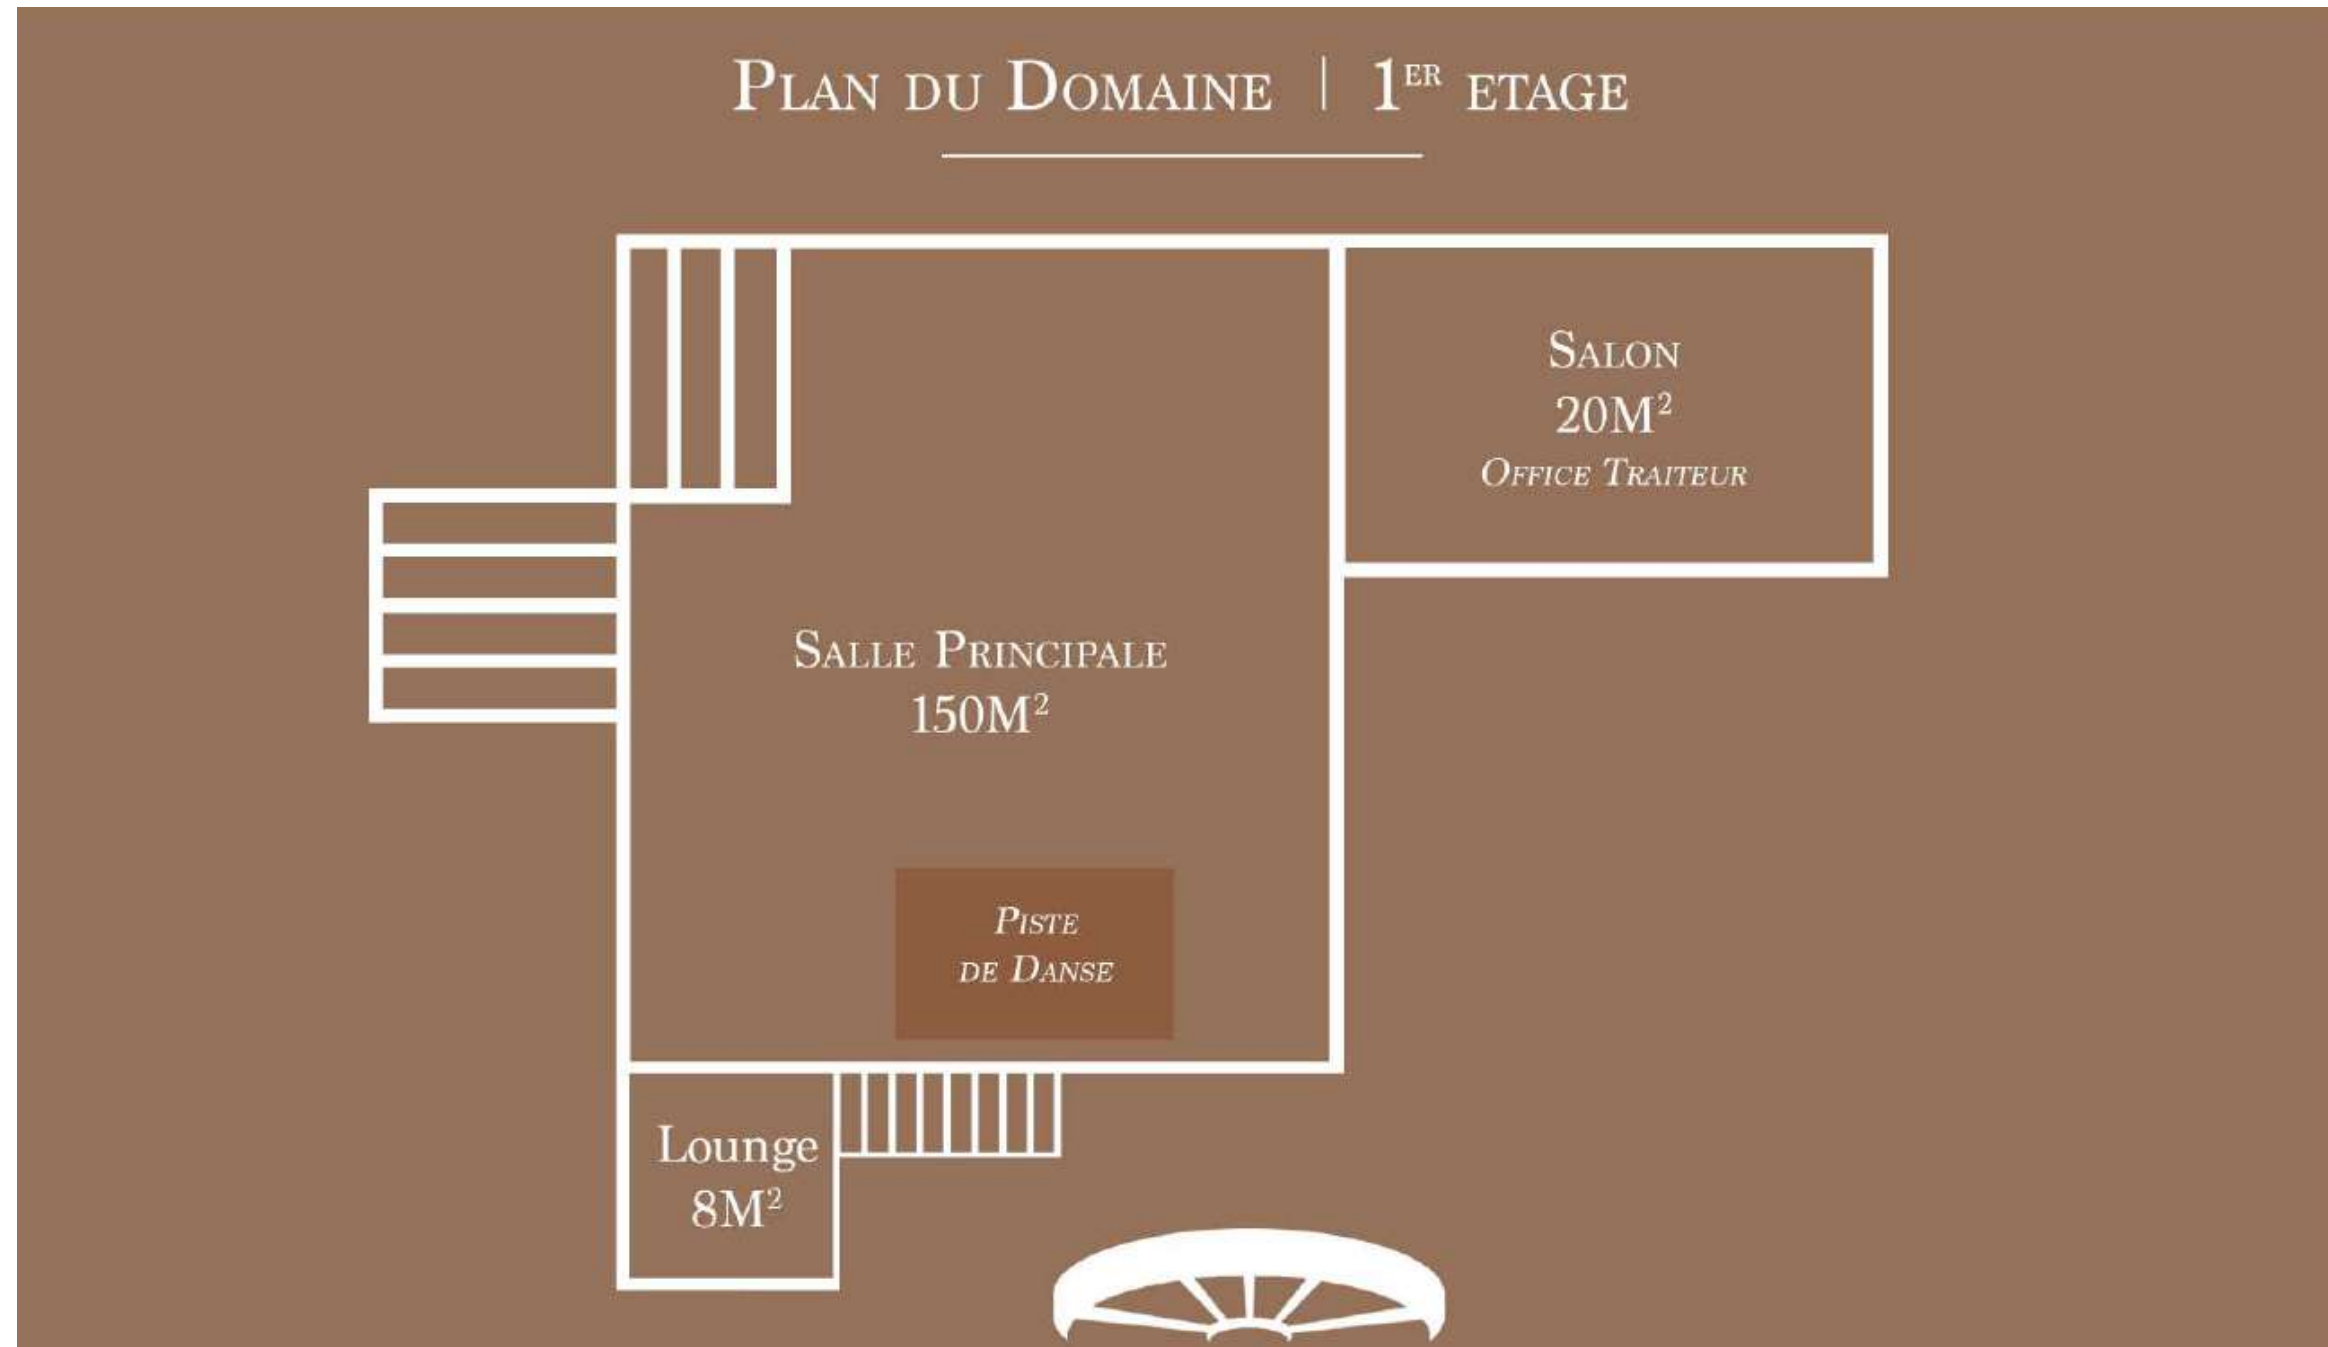 PLAN DU DOMAINE | 1ER ETAGE
SALON
20M²
OFFICE TRAITEUR
SALLE PRINCIPALE
150M²
PISTE
DE DANSE
Lounge
8M²